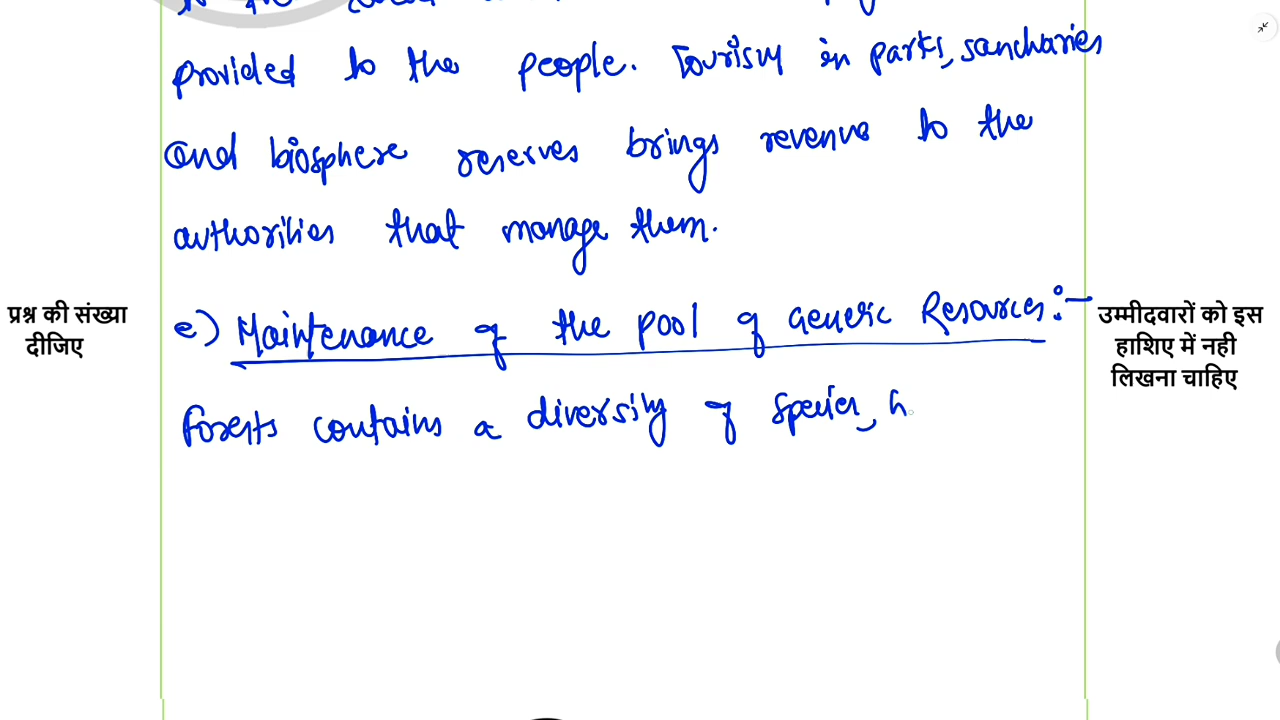 provided to the people. Tourism in parks, sanctuaries
and biosphere reserves brings revenue to the
authorities that manage them.
e) Maintenance of the pool of Generic Resources:-
forests contains a diversity of species, h
प्रश्न की संख्या
दीजिए
उम्मीदवारों को इस
हाशिए में नही
लिखना चाहिए